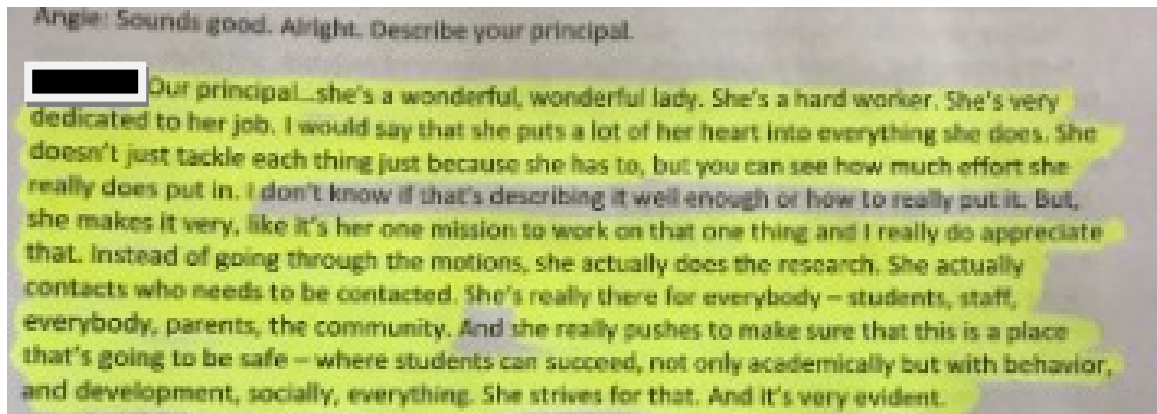 Angie: Sounds good. Alright. Describe your principal.
Our principal...she's a wonderful, wonderful lady. She's a hard worker. She's very
dedicated to her job. I would say that she puts a lot of her heart into everything she does. She
doesn't just tackle each thing just because she has to, but you can see how much effort she
really does put in. I don't know if that's describing it well enough or how to really put it. But,
she makes it very, like it's her one mission to work on that one thing and I really do appreciate
that. Instead of going through the motions, she actually does the research. She actually
contacts who needs to be contacted. She's really there for everybody – students, staff,
everybody, parents, the community. And she really pushes to make sure that this is a place
that's going to be safe – where students can succeed, not only academically but with behavior,
and development, socially, everything. She strives for that. And it's very evident.